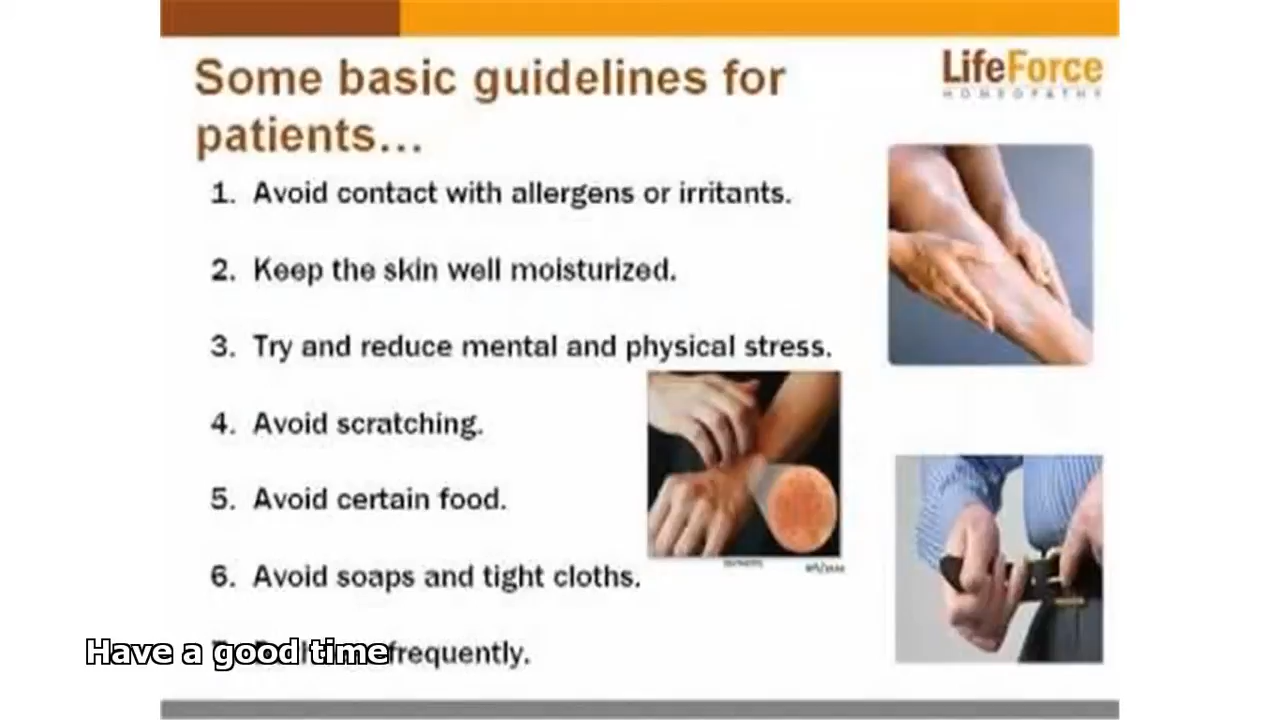 Some basic guidelines for
patients...
LifeForce
HOMEOPATHY
1. Avoid contact with allergens or irritants.
2. Keep the skin well moisturized.
3. Try and reduce mental and physical stress.
4. Avoid scratching.
5. Avoid certain food.
6. Avoid soaps and tight cloths.
frequently.
Have a good time